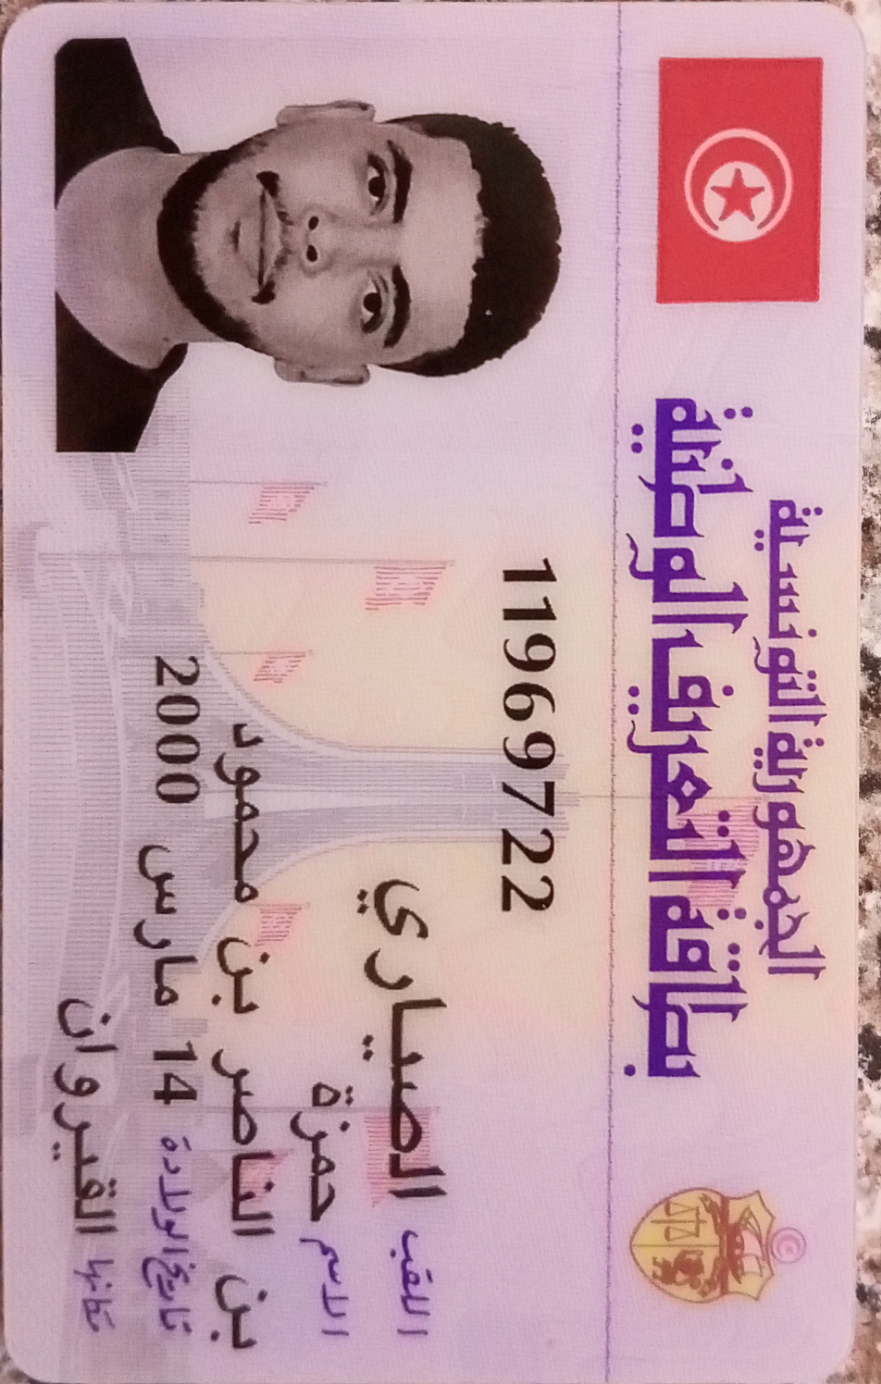 الجمهورية التونسية
بطاقة التعريف الوطنية
11969722
اللقب الصياري
الاسم حمزة
بن الناصر بن محمود
تاريخ الولادة 14 مارس 2000
مكانها القيروان